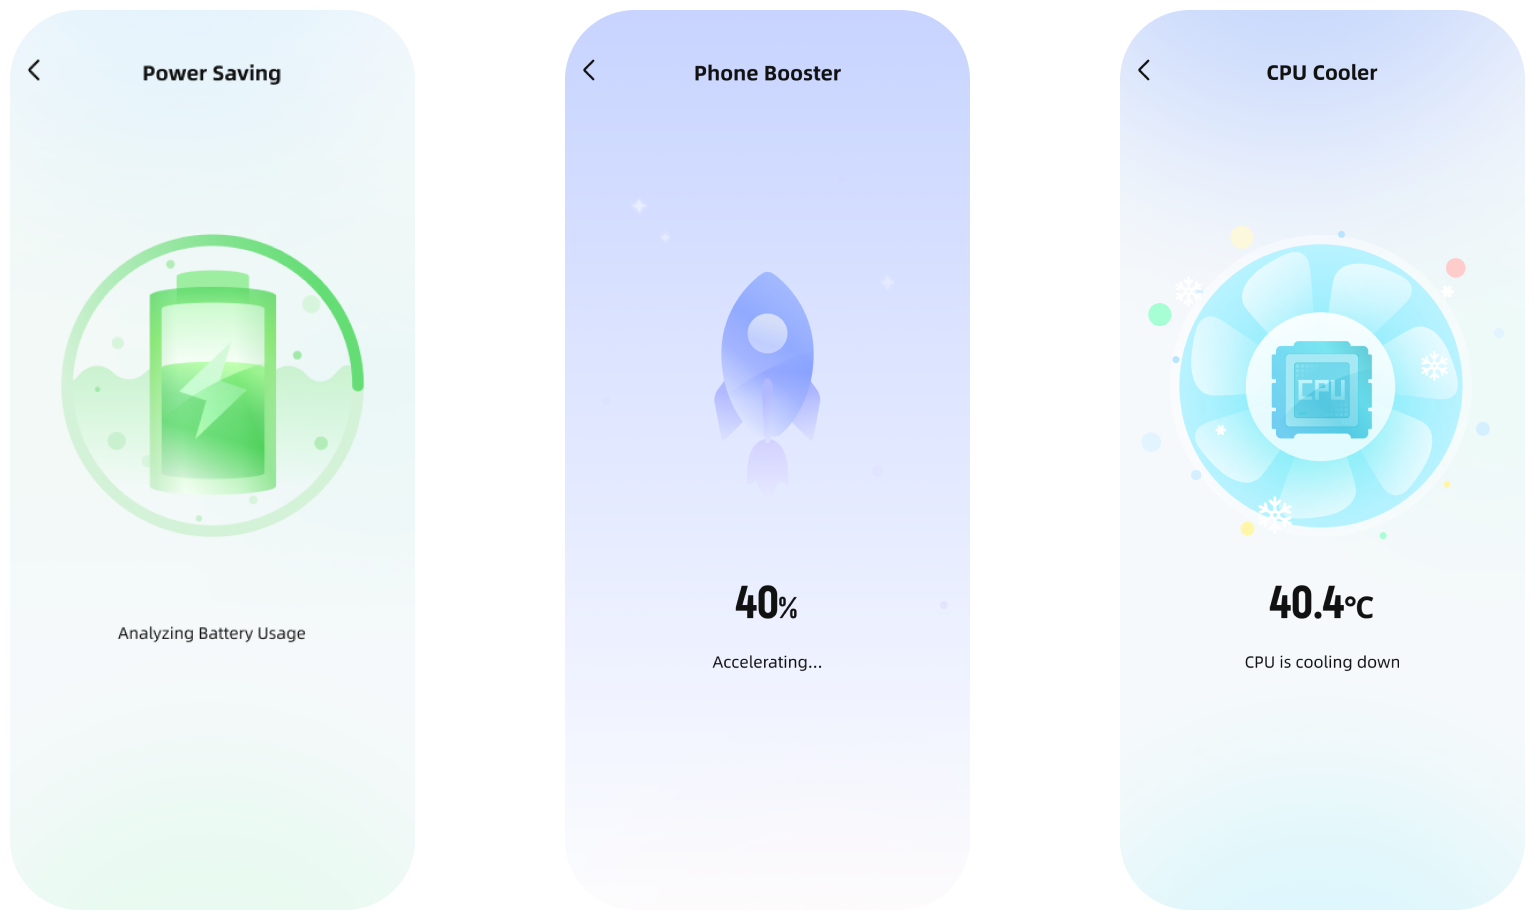 Power Saving
Analyzing Battery Usage
Phone Booster
40%
Accelerating...
CPU Cooler
CPU
40.4°C
CPU is cooling down